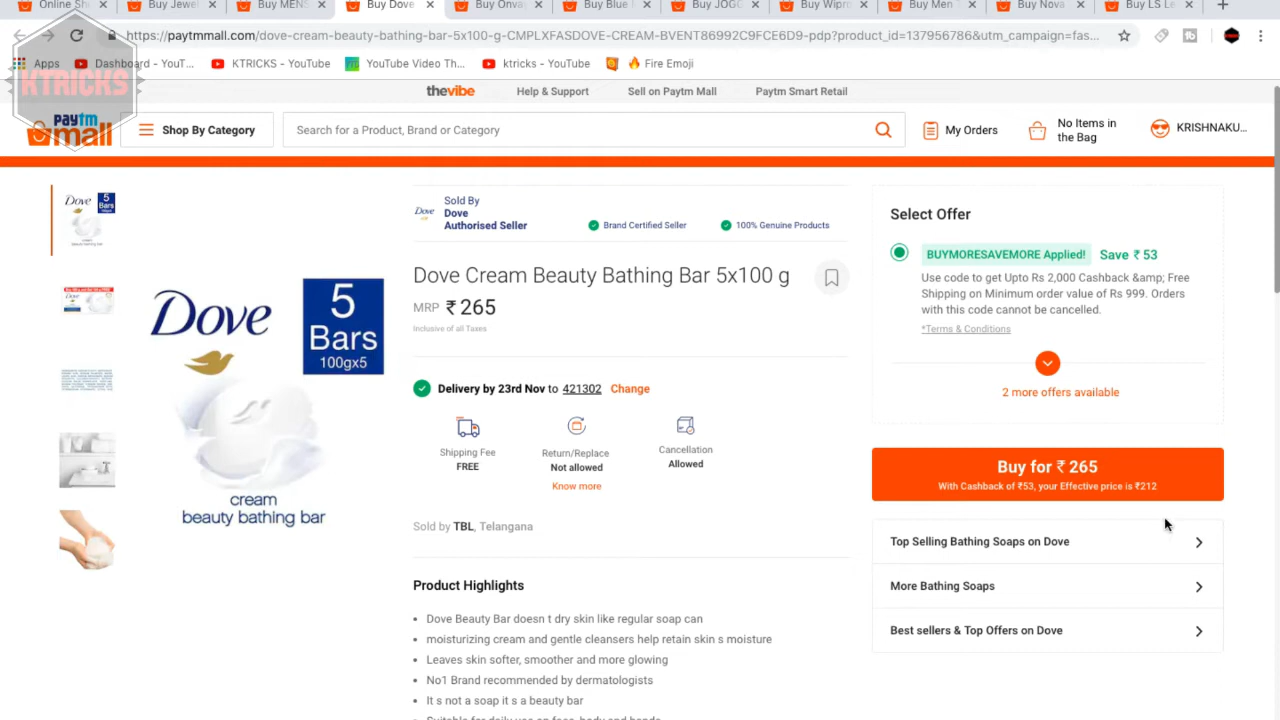 Online Sh
Buy Jewel
Buy MENS
Buy Dove
Buy Onva
Buy Blue
Buy JOGG
Buy Wibro
Buy Men
Buy Nova
Buy LS Le
https://paytmmall.com/dove-cream-beauty-bathing-bar-5x100-g-CMPLXFASDOVE-CREAM-BVENT86992C9FCE6D9-pdp?product_id=137956786&utm_campaign=fas...
Apps
Dashboard - YouT...
KTRICKS - YouTube
YouTube Video Th...
ktricks - YouTube
Fire Emoji
KTRICKS
thevibe
Help & Support
Sell on Paytm Mall
Paytm Smart Retail
paytm
mall
Shop By Category
Search for a Product, Brand or Category
My Orders
No Items in
the Bag
KRISHNAKU...
Dove
5
Bars
100gx5
cream
beauty bathing bar
Dove
Sold By
Dove
Authorised Seller
Brand Certified Seller
100% Genuine Products
Dove Cream Beauty Bathing Bar 5x100 g
MRP ₹ 265
Inclusive of all Taxes
Delivery by 23rd Nov to 421302 Change
Shipping Fee
FREE
Return/Replace
Not allowed
Know more
Cancellation
Allowed
Sold by TBL, Telangana
Product Highlights
• Dove Beauty Bar doesn t dry skin like regular soap can
• moisturizing cream and gentle cleansers help retain skin s moisture
• Leaves skin softer, smoother and more glowing
• No1 Brand recommended by dermatologists
• It s not a soap it s a beauty bar
Select Offer
BUYMORESAVEMORE Applied! Save ₹ 53
Use code to get Upto Rs 2,000 Cashback &amp; Free
Shipping on Minimum order value of Rs 999. Orders
with this code cannot be cancelled.
*Terms & Conditions
2 more offers available
Buy for ₹ 265
With Cashback of ₹53, your Effective price is ₹212
Top Selling Bathing Soaps on Dove
More Bathing Soaps
Best sellers & Top Offers on Dove